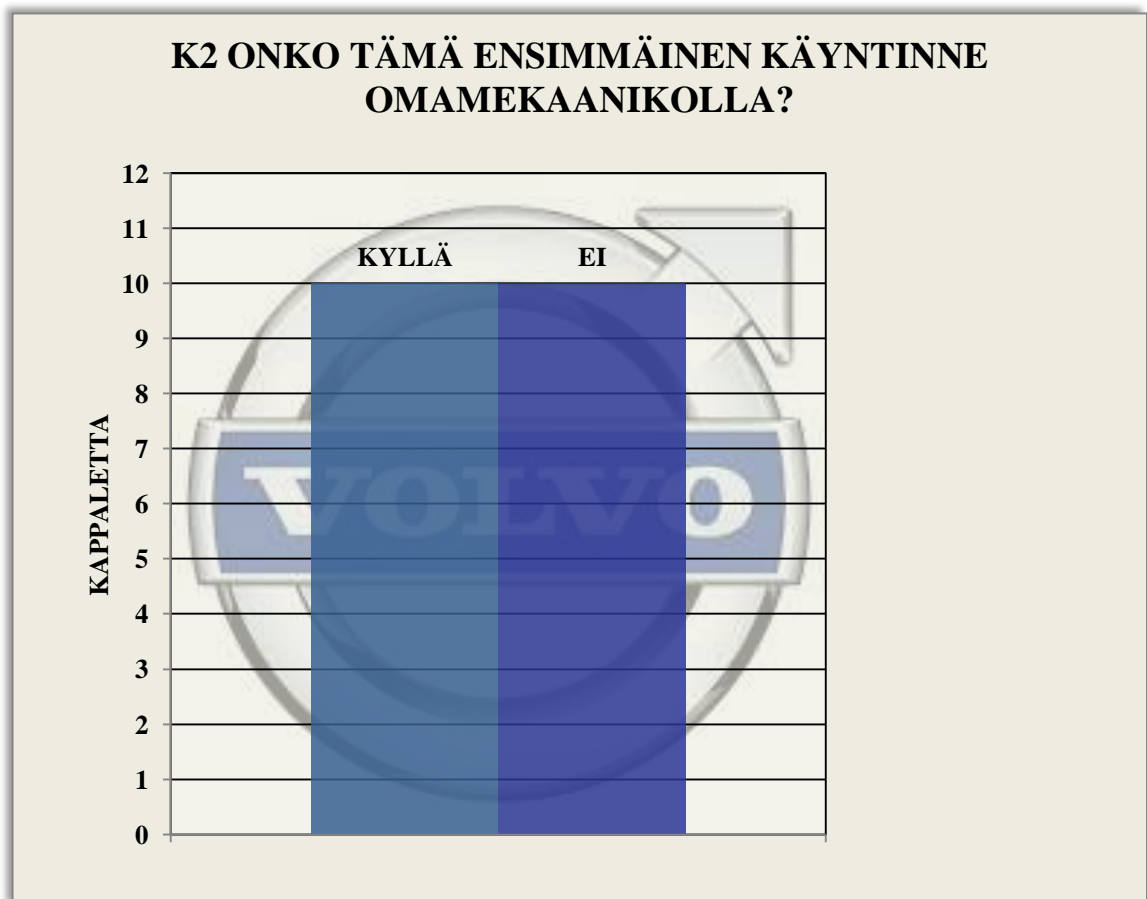 K2 ONKO TÄMÄ ENSIMMÄINEN KÄYNTINNE
OMAMEKAANIKOLLA?
12
11
KYLLÄ EI
10
9
8
KAPPALETTA
7
6
VOLVO
5
4
3
2
1
0